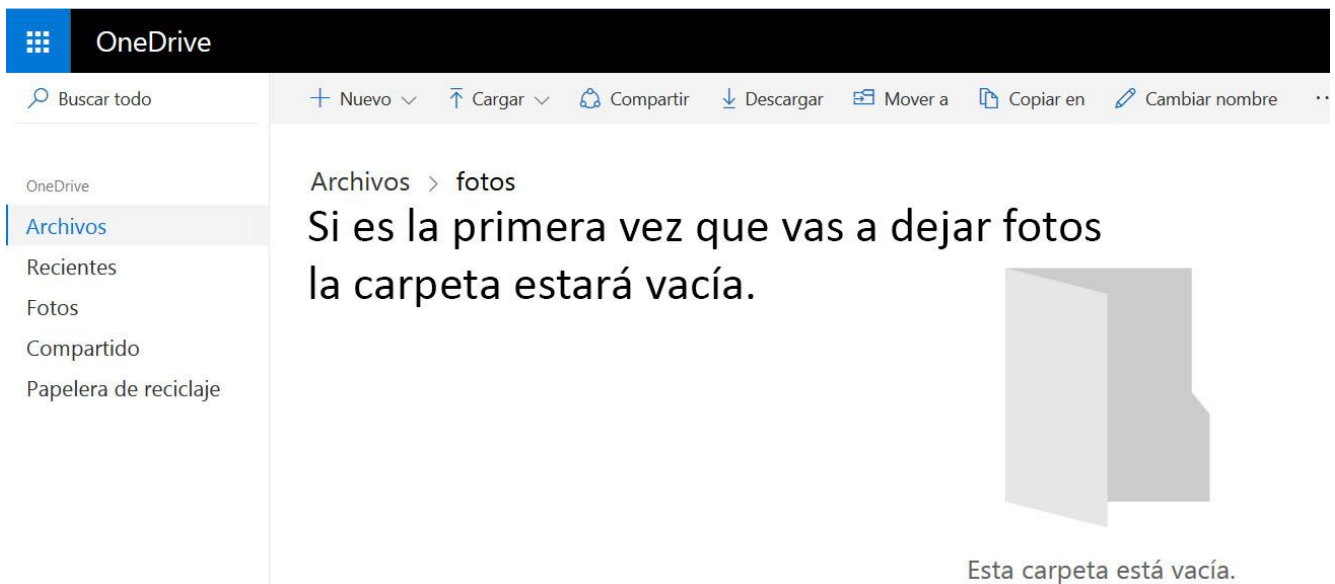 OneDrive
Buscar todo
Nuevo Cargar Compartir Descargar Mover a Copiar en Cambiar nombre
OneDrive
Archivos
Recientes
Fotos
Compartido
Papelera de reciclaje
Archivos > fotos
Si es la primera vez que vas a dejar fotos
la carpeta estará vacía.
Esta carpeta está vacía.